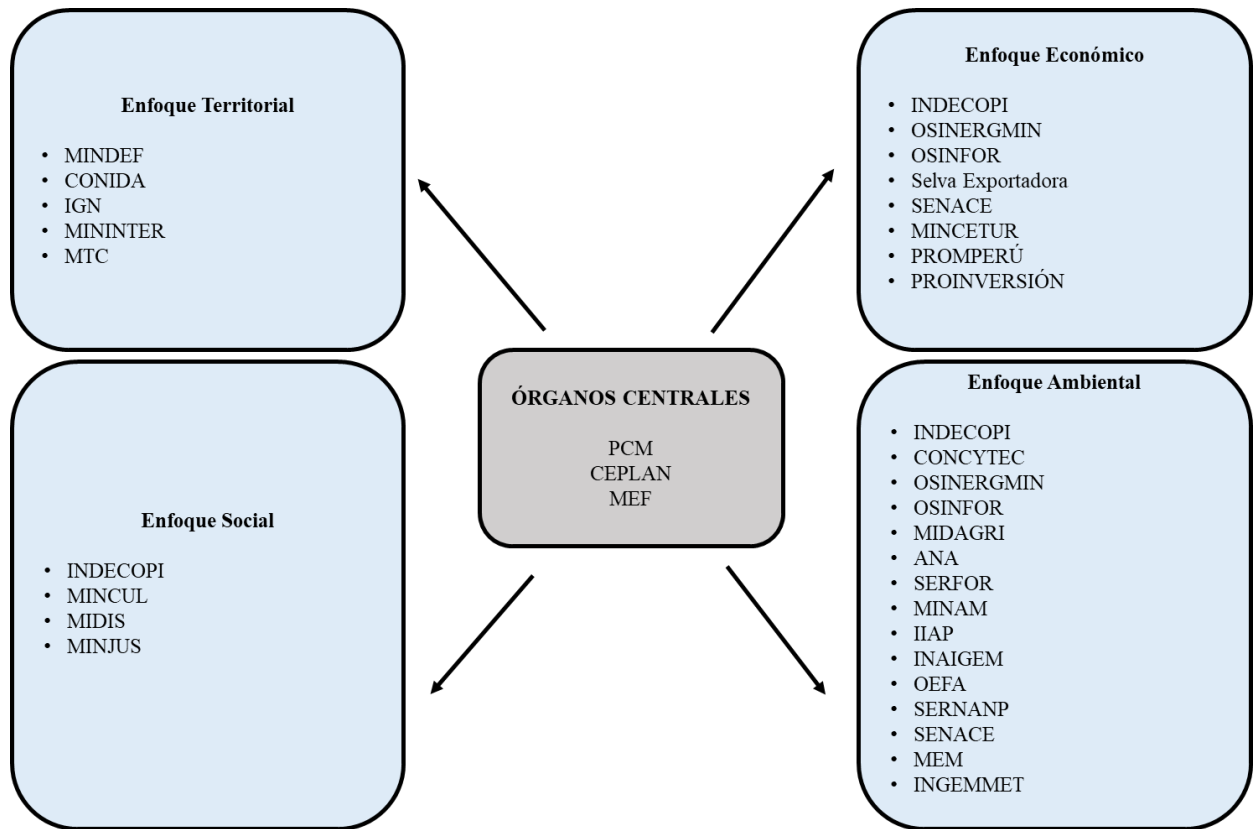 Enfoque Territorial
• MINDEF
• CONIDA
• IGN
• MININTER
• MTC
Enfoque Económico
• INDECOPI
• OSINERGMIN
• OSINFOR
• Selva Exportadora
• SENACE
• MINCETUR
• PROMPERÚ
• PROINVERSIÓN
ÓRGANOS CENTRALES
PCM
CEPLAN
MEF
Enfoque Social
• INDECOPI
• MINCUL
• MIDIS
• MINJUS
Enfoque Ambiental
• INDECOPI
• CONCYTEC
• OSINERGMIN
• OSINFOR
• MIDAGRI
• ANA
• SERFOR
• MINAM
• IIAP
• INAIGEM
• OEFA
• SERNANP
• SENACE
• MEM
• INGEMMET